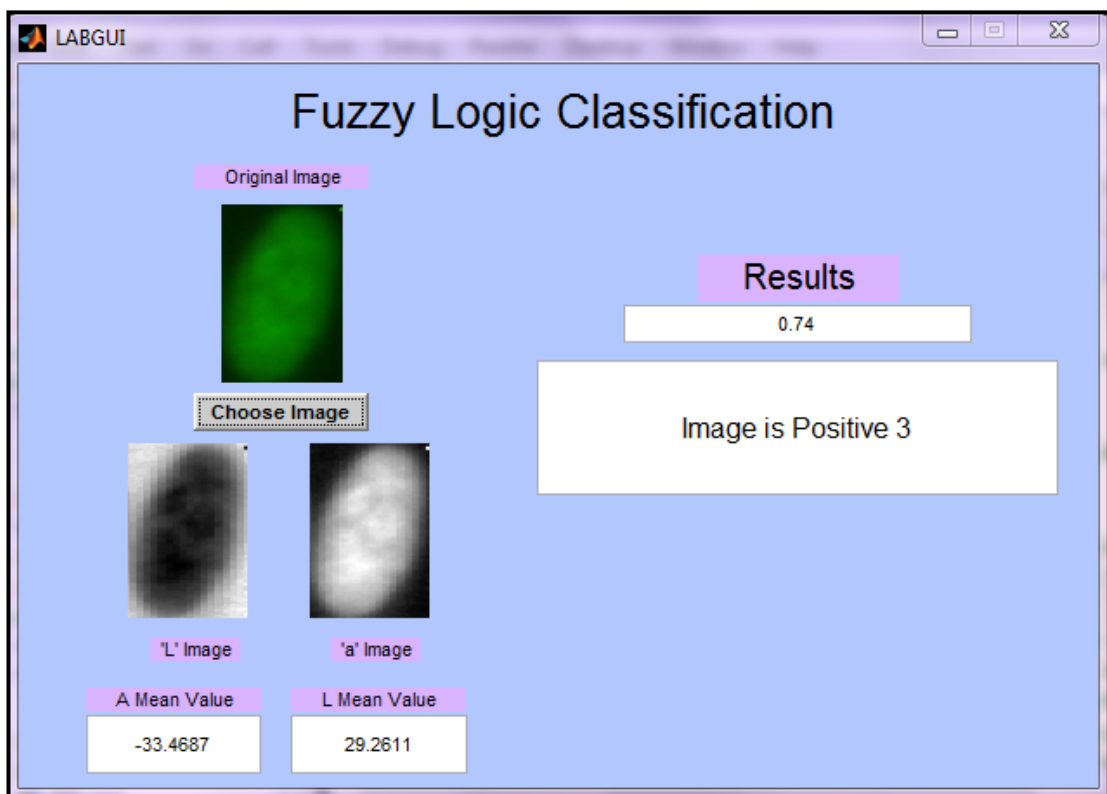 LABGUI
Fuzzy Logic Classification
Original Image
Choose Image
'L' Image
'a' Image
A Mean Value
L Mean Value
-33.4687
29.2611
Results
0.74
Image is Positive 3